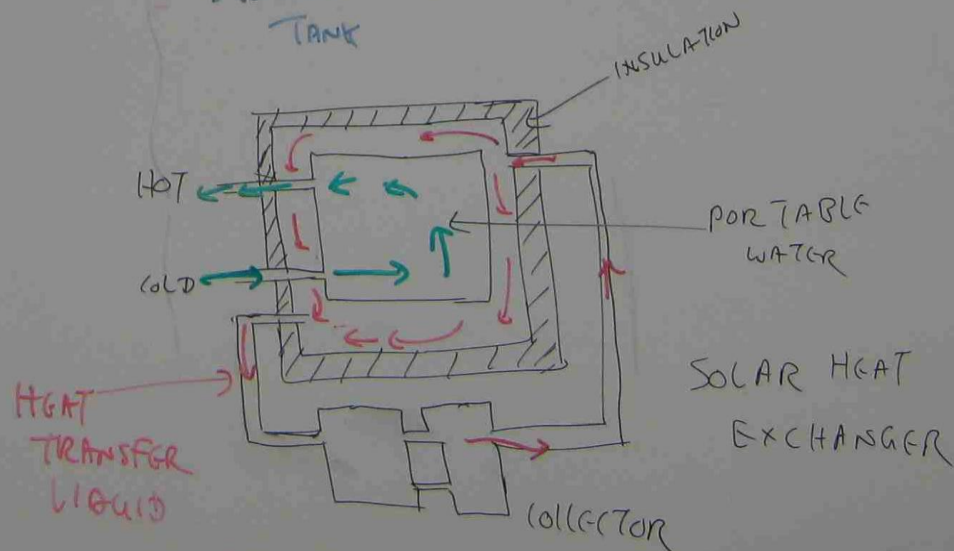 TANK
INSULATION
HOT
COLD
PORTABLE
WATER
HEAT
TRANSFER
LIQUID
SOLAR HEAT
EXCHANGER
COLLECTOR